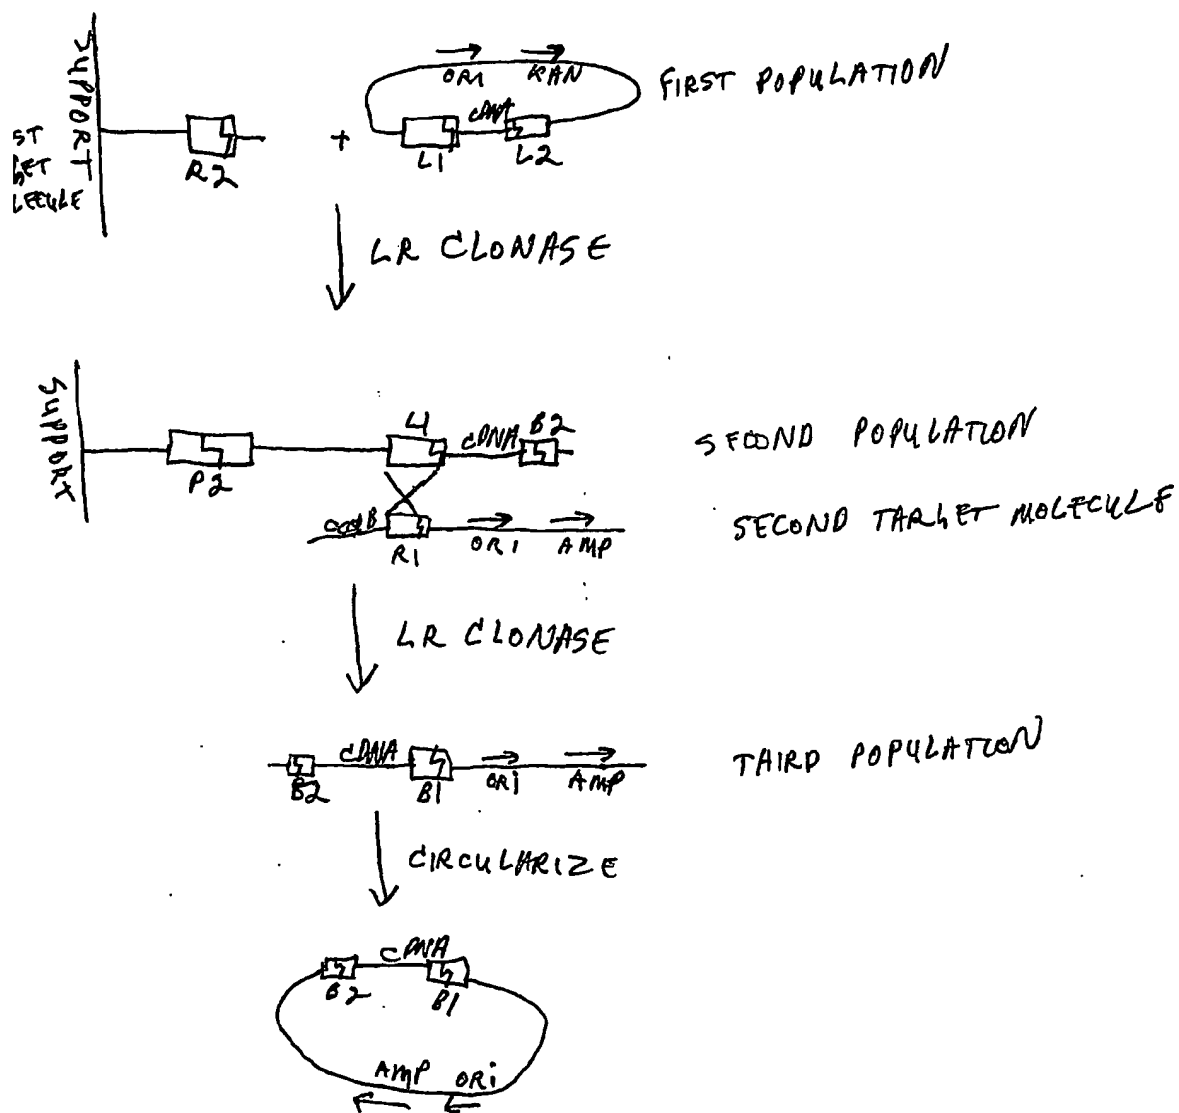 SUPPORT
ORI KAN
FIRST POPULATION
cDNA
ST
GET
LECULE
R2
+
L1
L2
LR CLONASE
SUPPORT
P2
L1
cDNA
B2
SECOND POPULATION
ccdB
R1
ORI
AMP
SECOND TARGET MOLECULE
LR CLONASE
B2
cDNA
B1
ORI
AMP
THIRD POPULATION
CIRCULARIZE
cDNA
B2
B1
AMP ORI